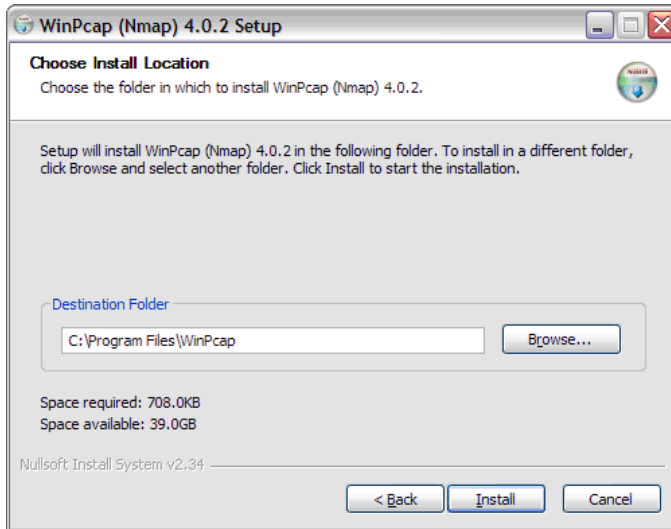 WinPcap (Nmap) 4.0.2 Setup
Choose Install Location
Choose the folder in which to install WinPcap (Nmap) 4.0.2.
Setup will install WinPcap (Nmap) 4.0.2 in the following folder. To install in a different folder,
click Browse and select another folder. Click Install to start the installation.
Destination Folder
C:\Program Files\WinPcap
Browse...
Space required: 708.0KB
Space available: 39.0GB
Nullsoft Install System v2.34
< Back
Install
Cancel